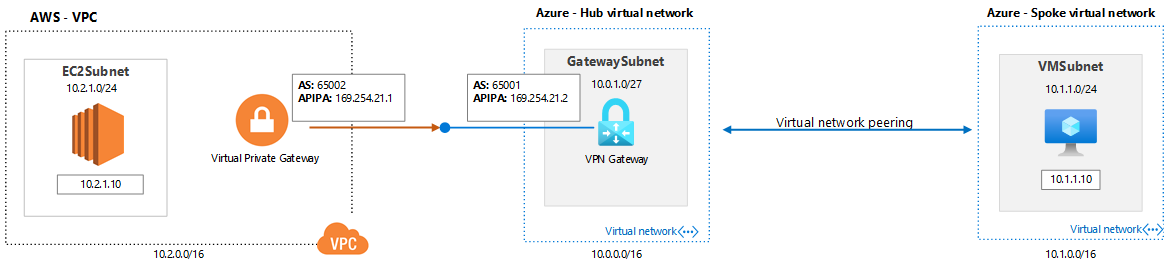 AWS - VPC
EC2Subnet
10.2.1.0/24
10.2.1.10
Virtual Private Gateway
AS: 65002
APIPA: 169.254.21.1
VPC
10.2.0.0/16
Azure - Hub virtual network
GatewaySubnet
10.0.1.0/27
AS: 65001
APIPA: 169.254.21.2
VPN Gateway
Virtual network
10.0.0.0/16
Virtual network peering
Azure - Spoke virtual network
VMSubnet
10.1.1.0/24
10.1.1.10
Virtual network
10.1.0.0/16